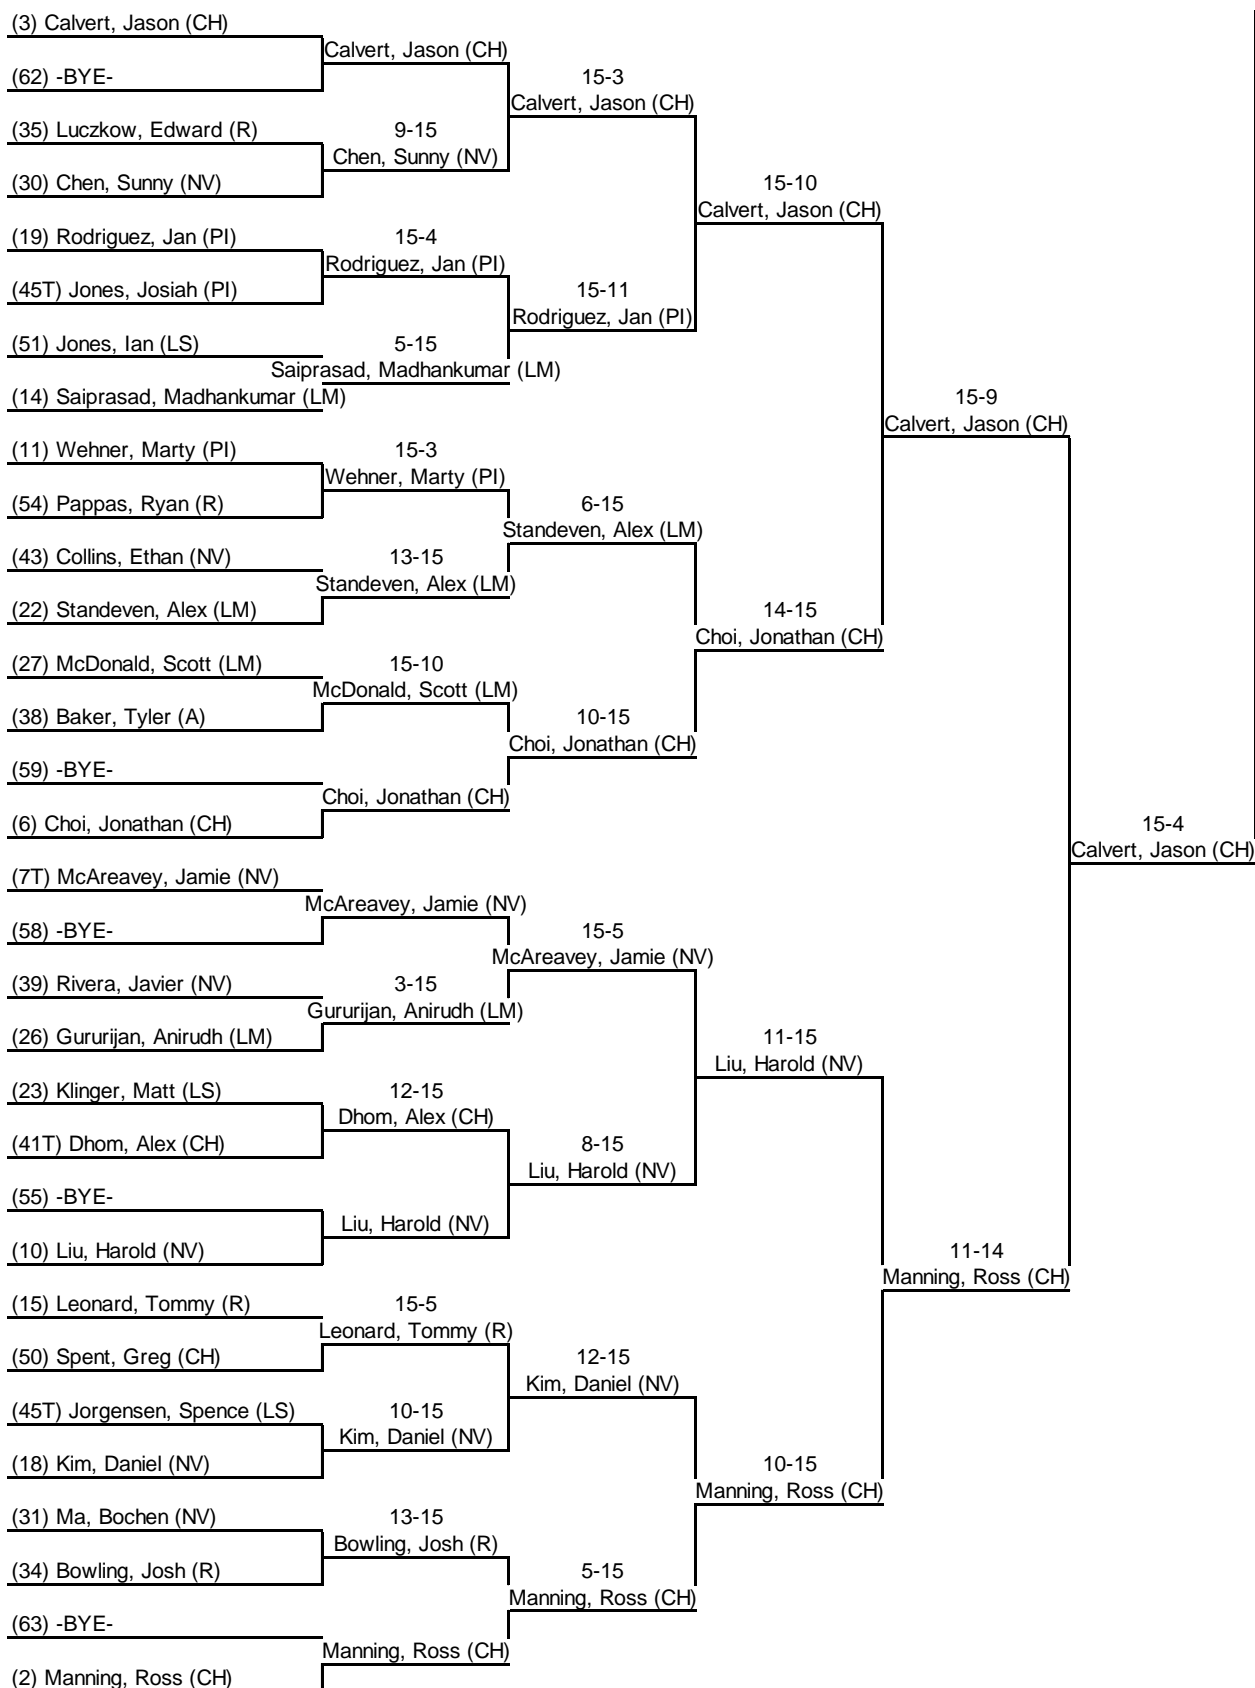 (3) Calvert, Jason (CH)
Calvert, Jason (CH)
(62) -BYE-
15-3
Calvert, Jason (CH)
(35) Luczkow, Edward (R)
9-15
Chen, Sunny (NV)
(30) Chen, Sunny (NV)
15-10
Calvert, Jason (CH)
(19) Rodriguez, Jan (PI)
15-4
Rodriguez, Jan (PI)
(45T) Jones, Josiah (PI)
15-11
Rodriguez, Jan (PI)
(51) Jones, Ian (LS)
5-15
Saiprasad, Madhankumar (LM)
(14) Saiprasad, Madhankumar (LM)
15-9
Calvert, Jason (CH)
(11) Wehner, Marty (PI)
15-3
Wehner, Marty (PI)
(54) Pappas, Ryan (R)
6-15
Standeven, Alex (LM)
(43) Collins, Ethan (NV)
13-15
Standeven, Alex (LM)
(22) Standeven, Alex (LM)
14-15
Choi, Jonathan (CH)
(27) McDonald, Scott (LM)
15-10
McDonald, Scott (LM)
(38) Baker, Tyler (A)
10-15
Choi, Jonathan (CH)
(59) -BYE-
Choi, Jonathan (CH)
(6) Choi, Jonathan (CH)
15-4
Calvert, Jason (CH)
(7T) McAreavey, Jamie (NV)
McAreavey, Jamie (NV)
(58) -BYE-
15-5
McAreavey, Jamie (NV)
(39) Rivera, Javier (NV)
3-15
Gururijan, Anirudh (LM)
(26) Gururijan, Anirudh (LM)
11-15
Liu, Harold (NV)
(23) Klinger, Matt (LS)
12-15
Dhom, Alex (CH)
(41T) Dhom, Alex (CH)
8-15
Liu, Harold (NV)
(55) -BYE-
Liu, Harold (NV)
(10) Liu, Harold (NV)
11-14
Manning, Ross (CH)
(15) Leonard, Tommy (R)
15-5
Leonard, Tommy (R)
(50) Spent, Greg (CH)
12-15
Kim, Daniel (NV)
(45T) Jorgensen, Spence (LS)
10-15
Kim, Daniel (NV)
(18) Kim, Daniel (NV)
10-15
Manning, Ross (CH)
(31) Ma, Bochen (NV)
13-15
Bowling, Josh (R)
(34) Bowling, Josh (R)
5-15
Manning, Ross (CH)
(63) -BYE-
Manning, Ross (CH)
(2) Manning, Ross (CH)